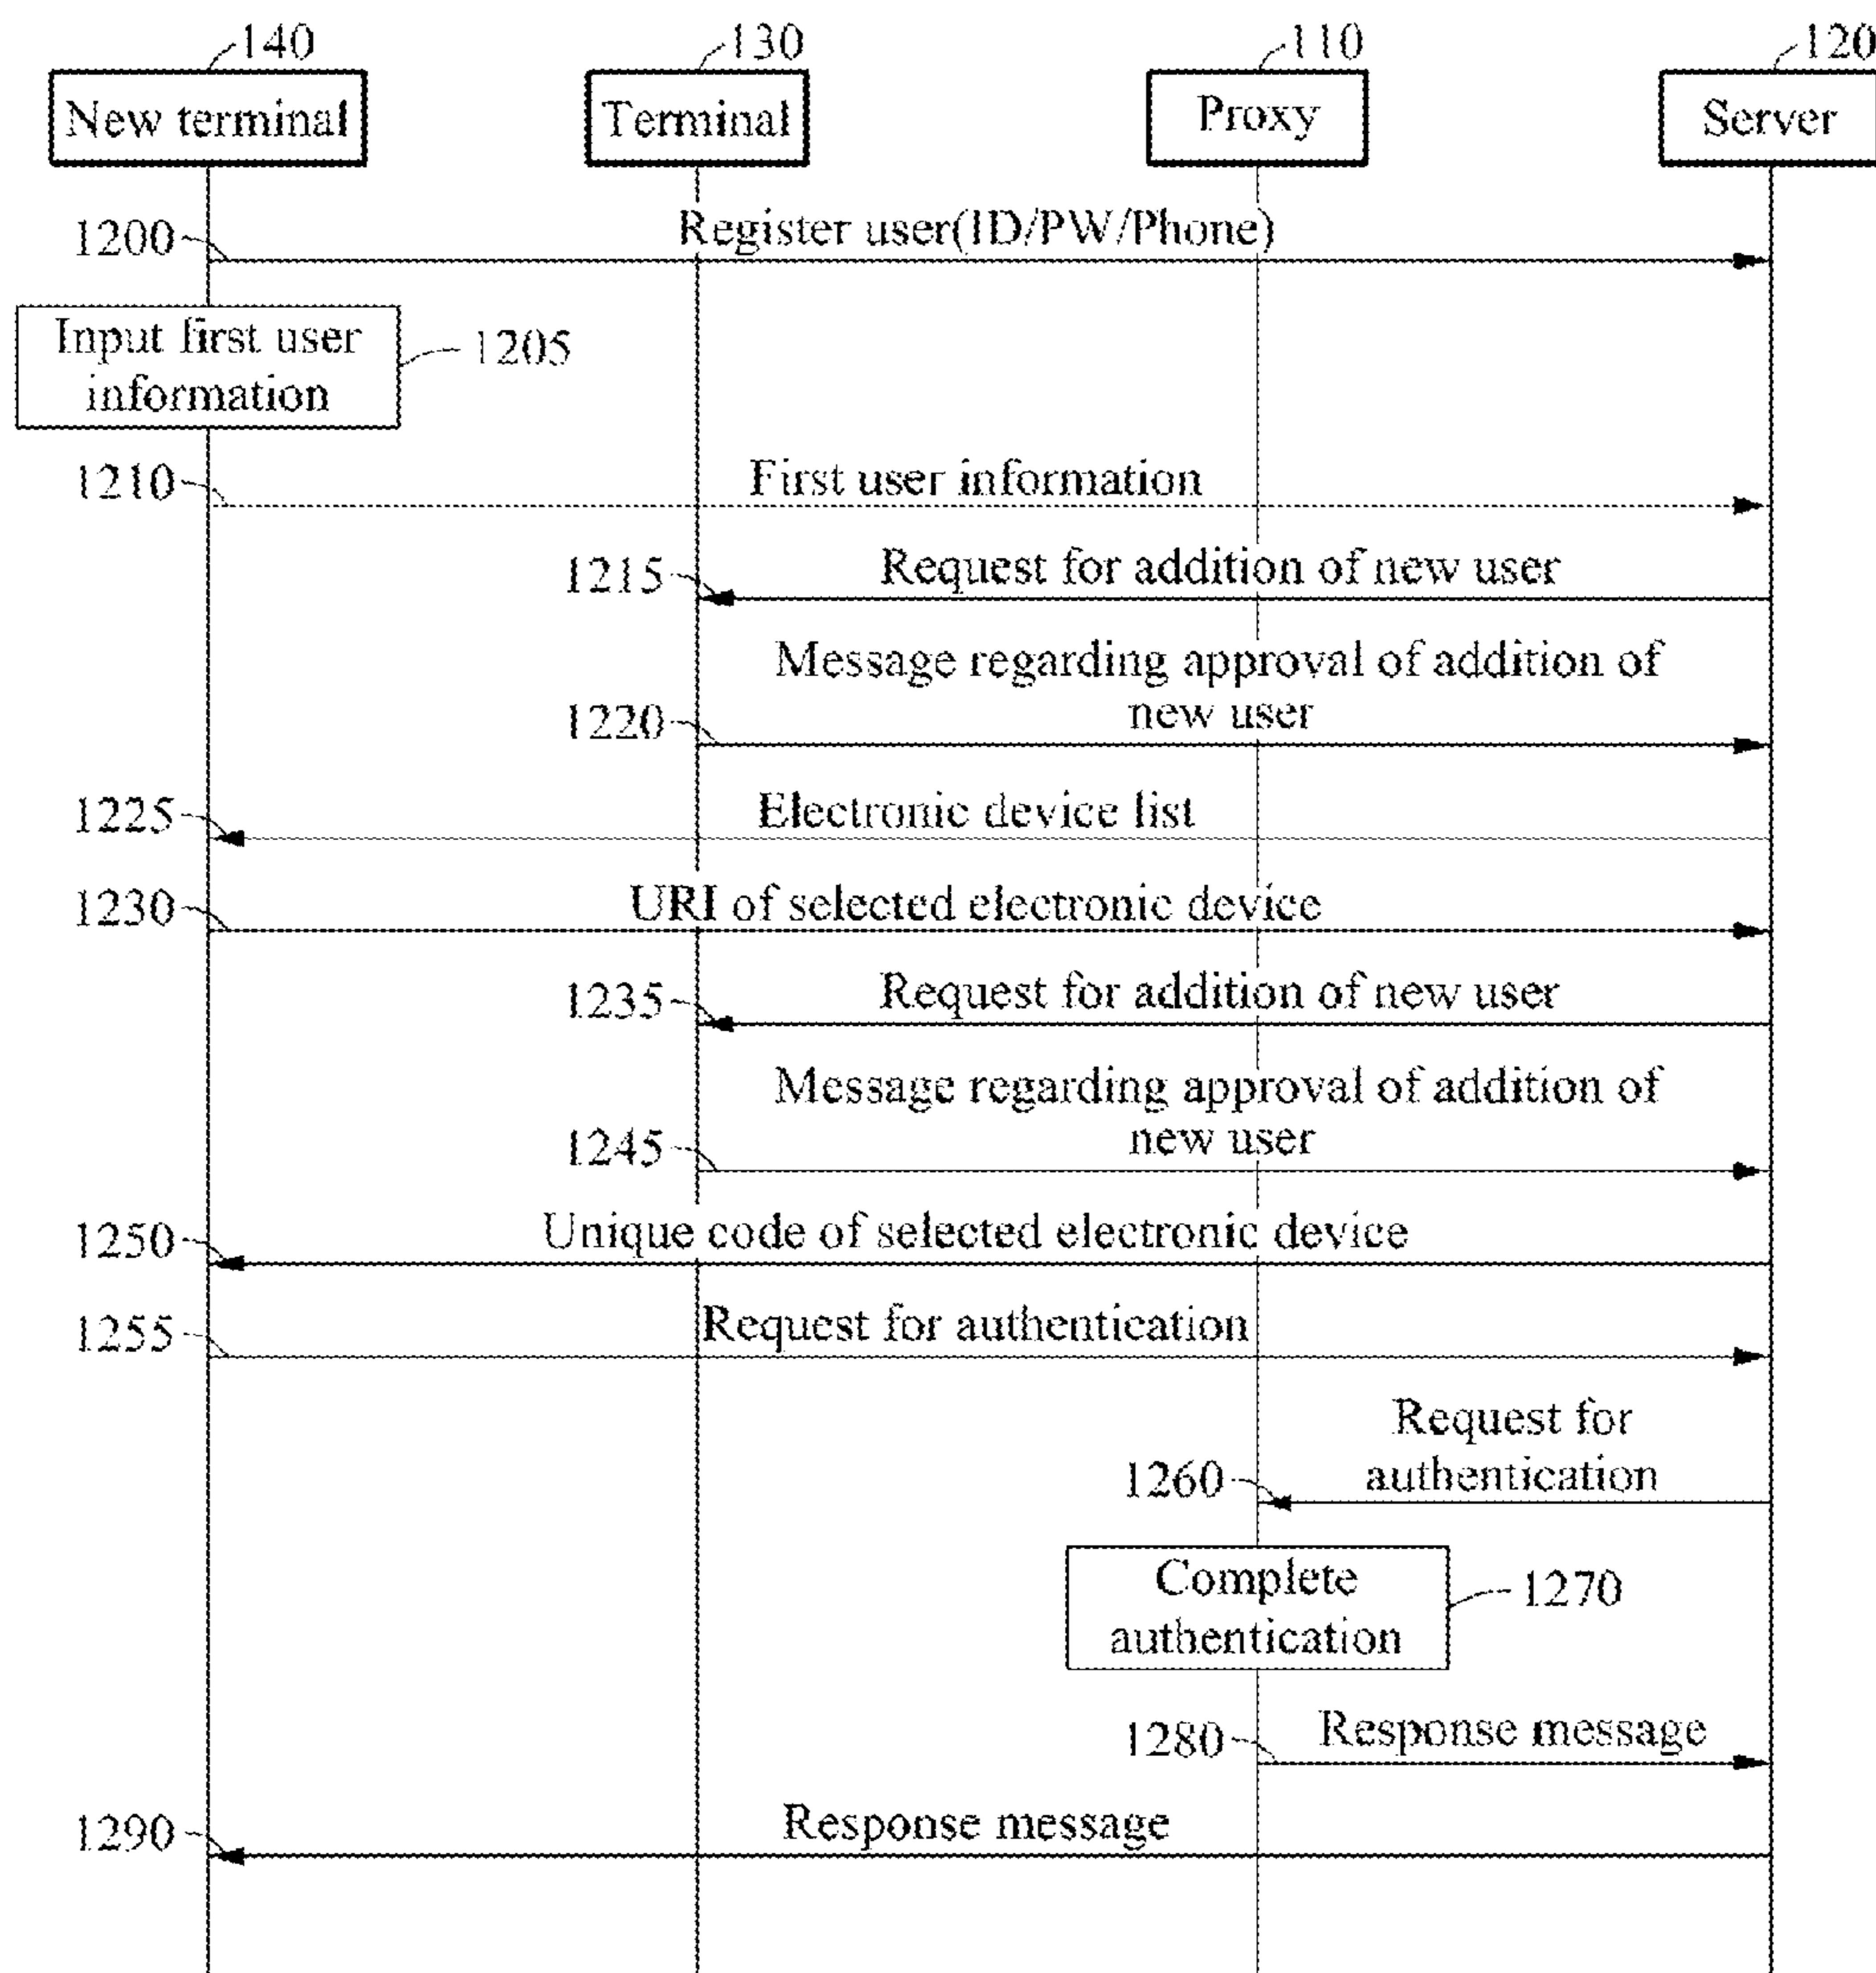 140 130 110 120
New terminal Terminal Proxy Server
Register user(ID/PW/Phone)
1200
Input first user
information
1205
First user information
1210
Request for addition of new user
1215
Message regarding approval of addition of
new user
1220
Electronic device list
1225
URI of selected electronic device
1230
Request for addition of new user
1235
Message regarding approval of addition of
new user
1245
Unique code of selected electronic device
1250
Request for authentication
1255
Request for
authentication
1260
Complete
authentication
1270
Response message
1280
Response message
1290